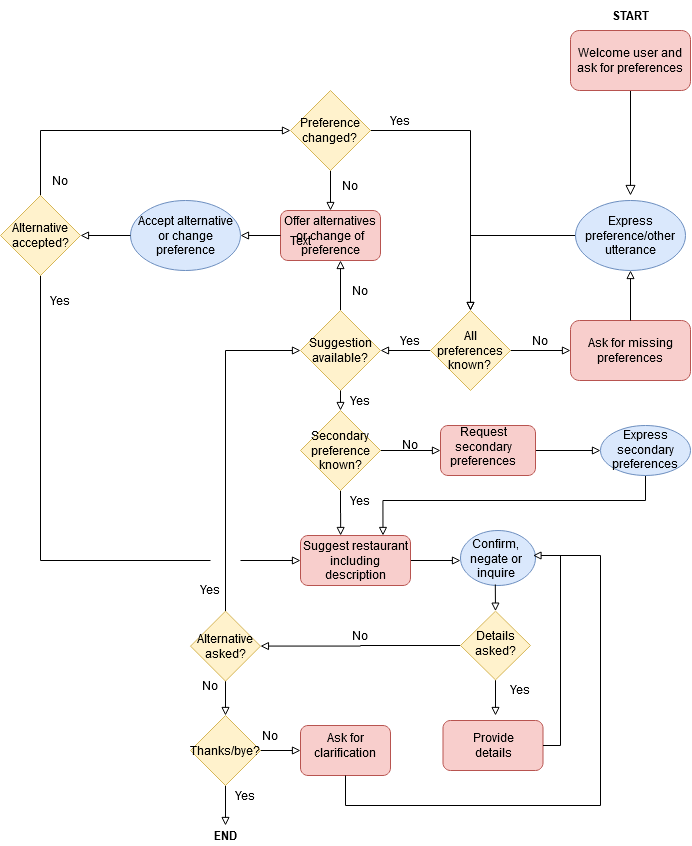 START
Welcome user and
ask for preferences
Preference
changed?
Yes
No
No
Alternative
accepted?
Accept alternative
or change
preference
Offer alternatives
or change of
preference
Text
Express
preference/other
utterance
Yes
No
Suggestion
available?
Yes
All
preferences
known?
No
Ask for missing
preferences
Yes
Secondary
preference
known?
No
Request
secondary
preferences
Express
secondary
preferences
Yes
Suggest restaurant
including
description
Confirm,
negate or
inquire
Yes
Alternative
asked?
No
Details
asked?
No
Yes
Thanks/bye?
No
Ask for
clarification
Provide
details
Yes
END